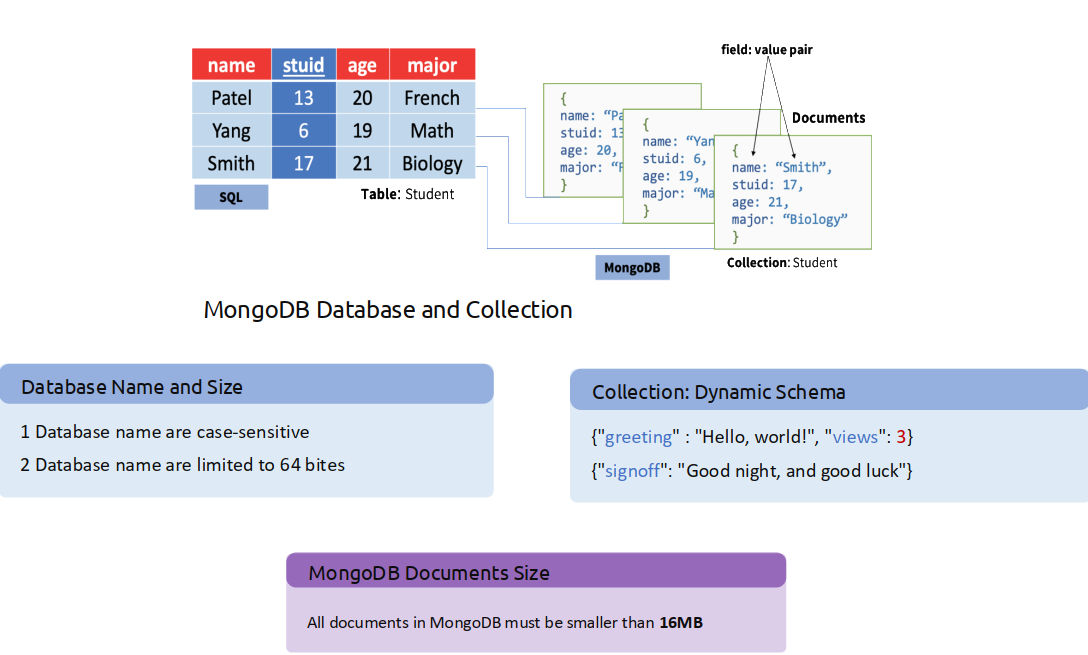 name stuid age major
Patel 13 20 French
Yang 6 19 Math
Smith 17 21 Biology
SQL
Table: Student
field: value pair
Documents
{
name: “Pa
stuid: 13
age: 20,
major: “F
}
{
name: “Yan
stuid: 6,
age: 19,
major: “Ma
}
{
name: “Smith”,
stuid: 17,
age: 21,
major: “Biology”
}
MongoDB
Collection: Student
MongoDB Database and Collection
Database Name and Size
1 Database name are case-sensitive
2 Database name are limited to 64 bites
Collection: Dynamic Schema
{"greeting" : "Hello, world!", "views": 3}
{"signoff": "Good night, and good luck"}
MongoDB Documents Size
All documents in MongoDB must be smaller than 16MB